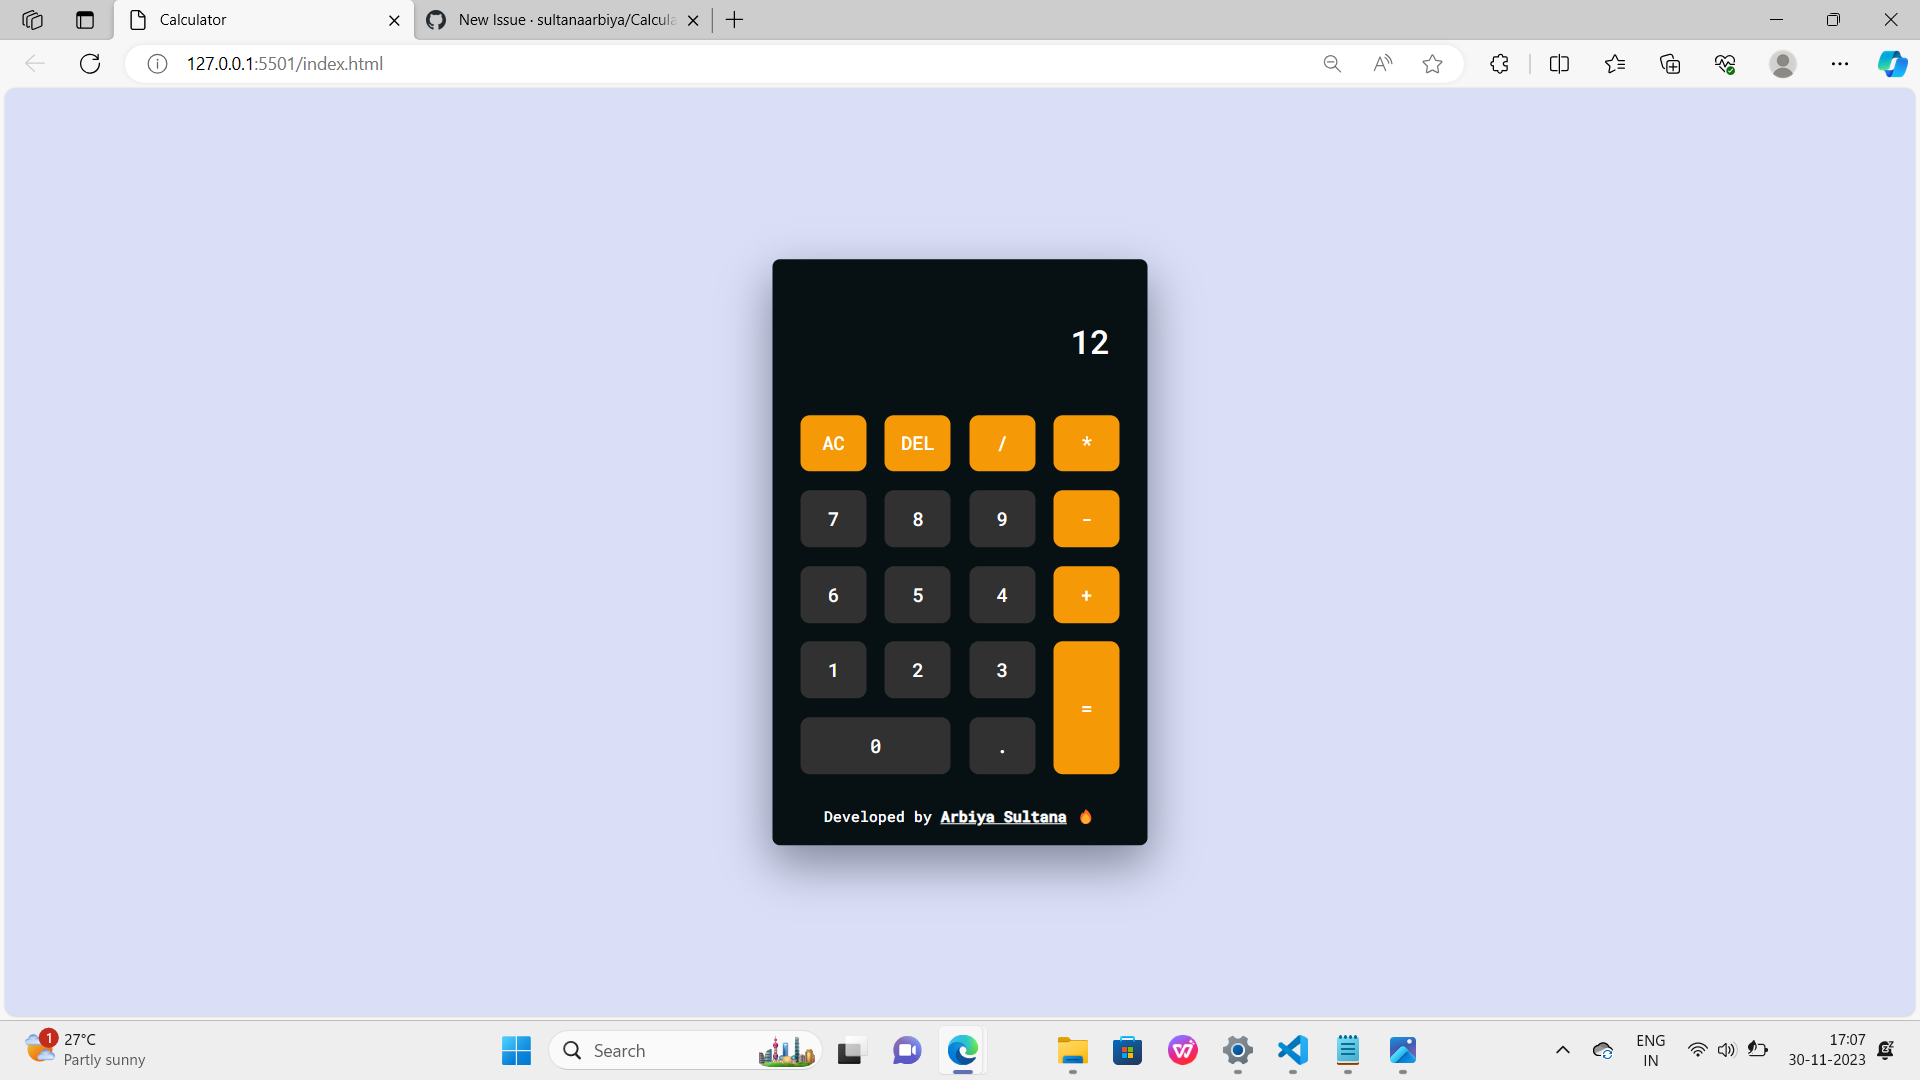 Calculator
New Issue · sultanaarbiya/Calcula
127.0.0.1:5501/index.html
12
AC DEL / *
7 8 9 -
6 5 4 +
1 2 3
=
0 .
Developed by Arbiya Sultana 🔥
1
27°C
Partly sunny
Search
ENG
IN
17:07
30-11-2023